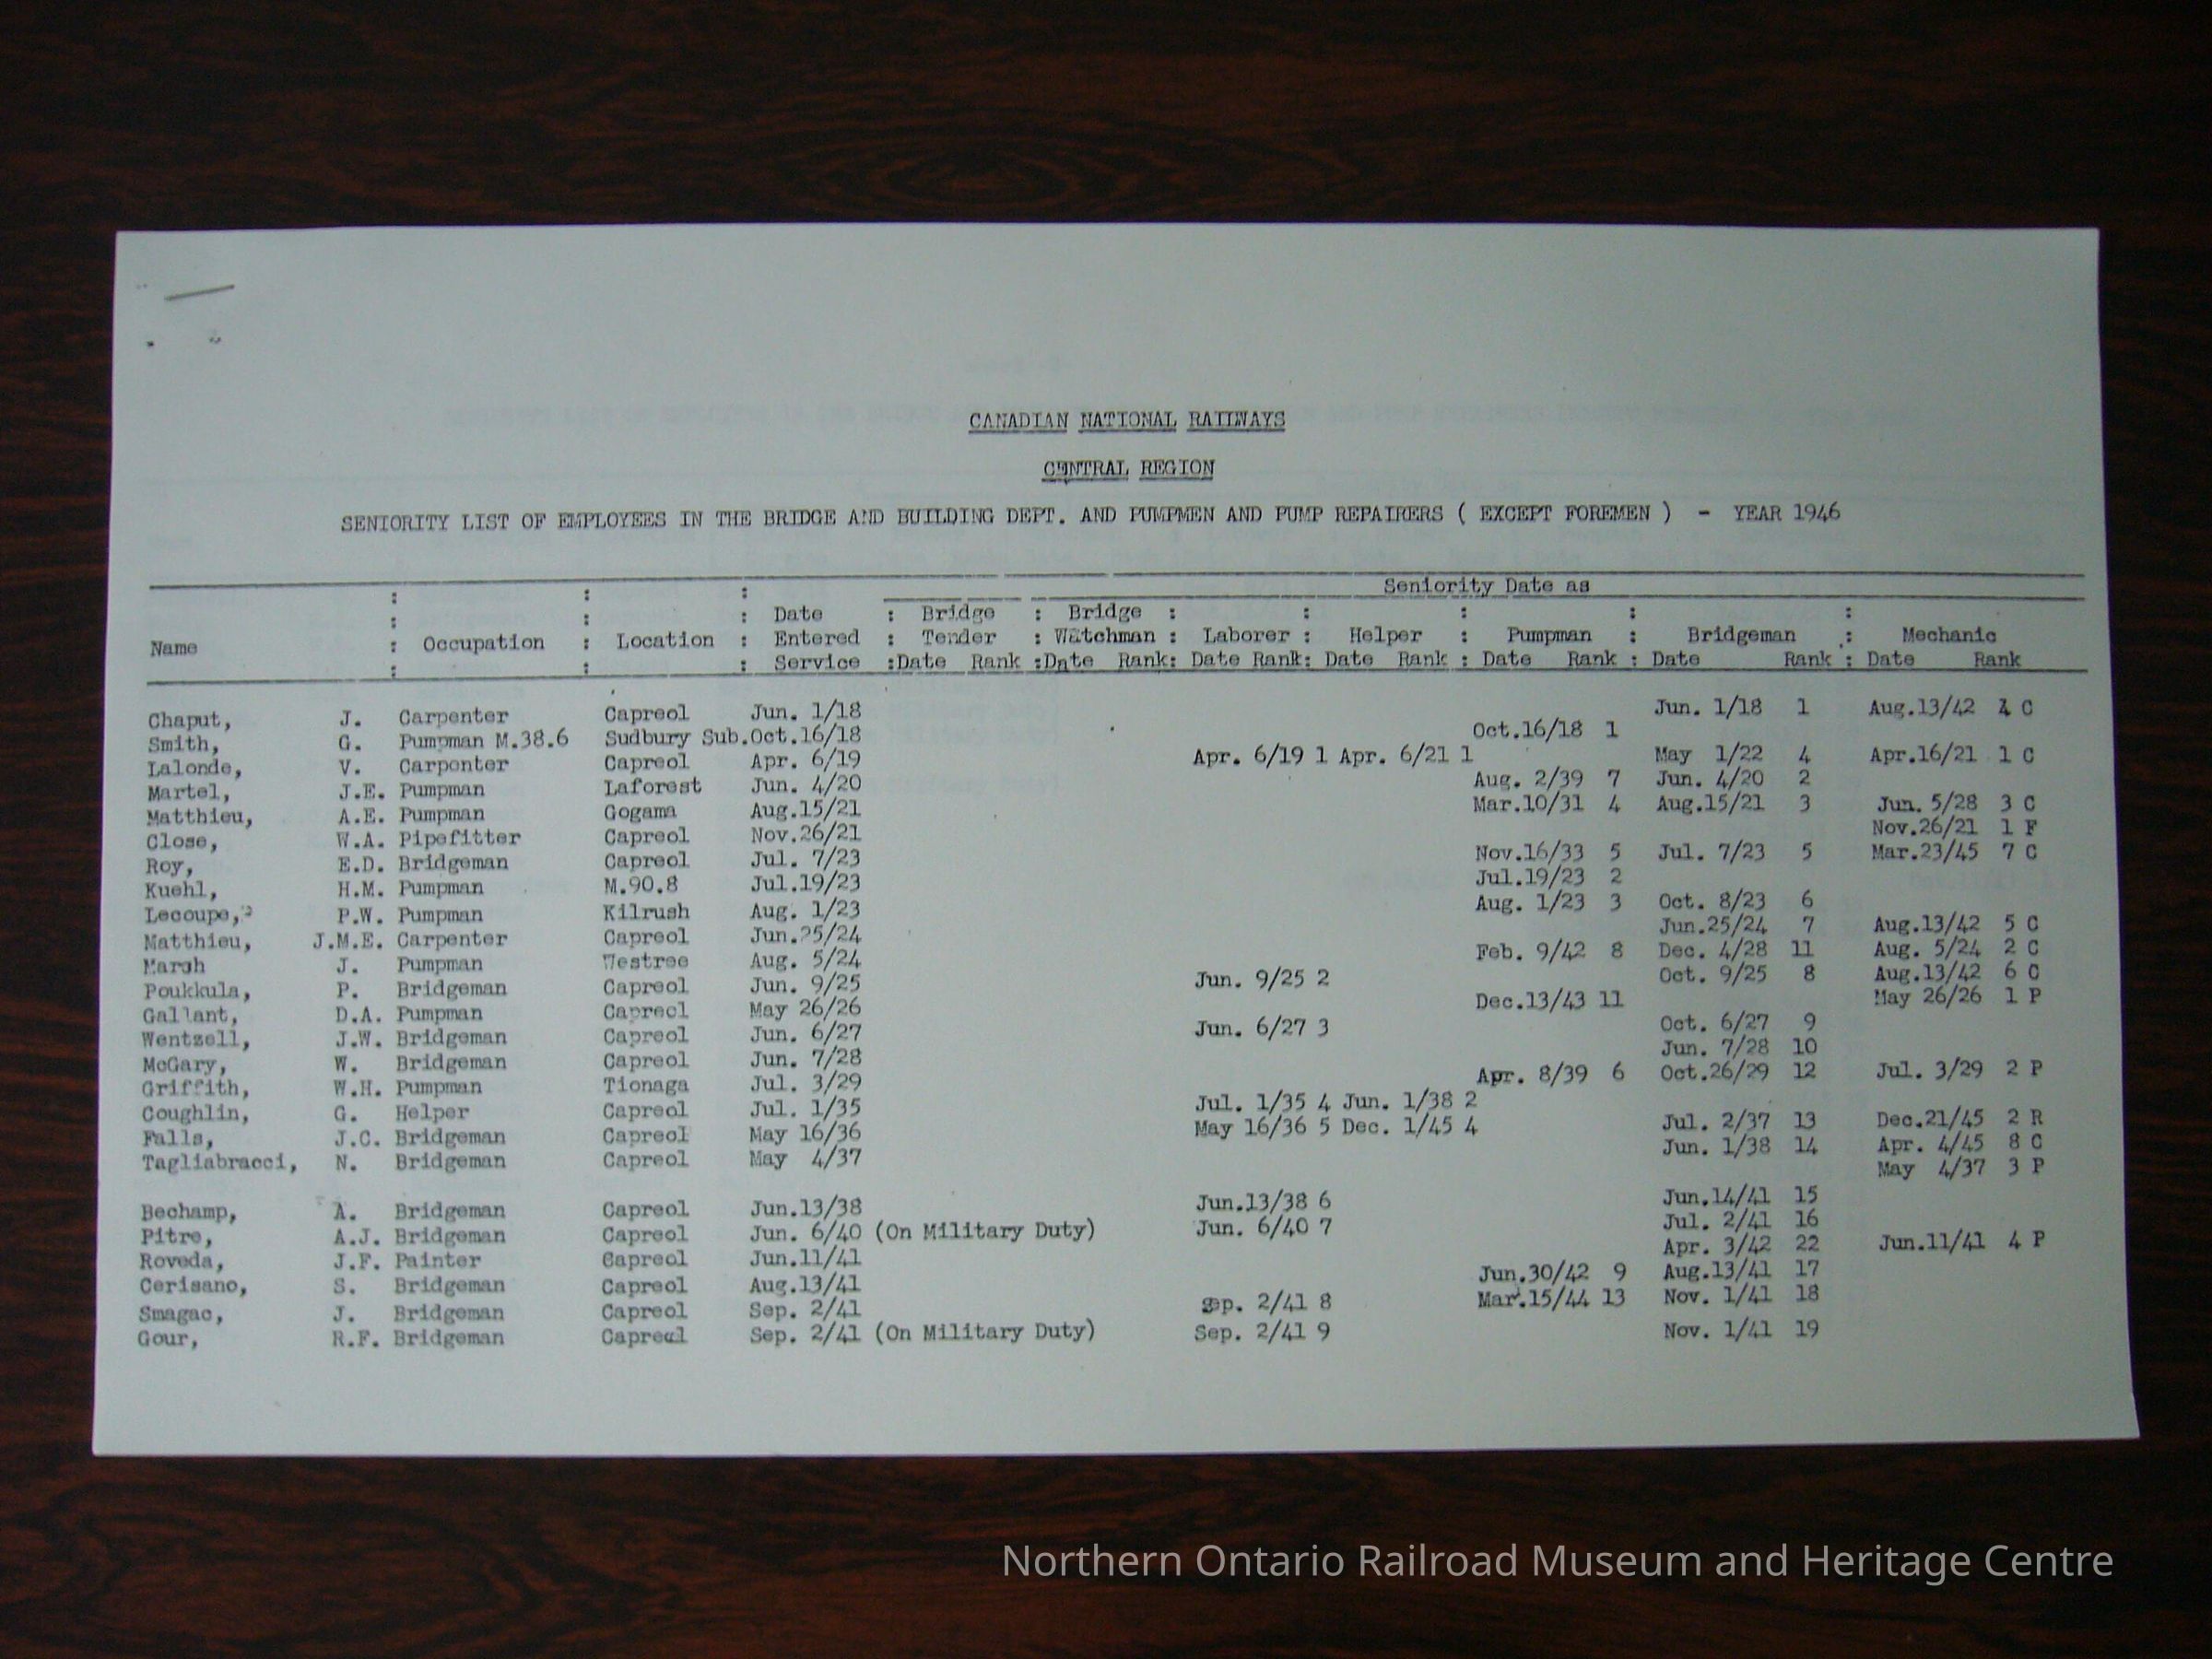 CANADIAN NATIONAL RAILWAYS
CENTRAL REGION
SENIORITY LIST OF EMPLOYEES IN THE BRIDGE AND BUILDING DEPT. AND PUMPMEN AND PUMP REPAIRERS ( EXCEPT FOREMEN ) - YEAR 1946
: : : Seniority Date as
: : : Date : Bridge : Bridge : : : : :
Name : Occupation : Location : Entered : Tender : Watchman : Laborer : Helper : Pumpman : Bridgeman : Mechanic
: : : Service :Date Rank :Date Rank: Date Rank: Date Rank : Date Rank : Date Rank : Date Rank
Chaput, J. Carpenter Capreol Jun. 1/18 Jun. 1/18 1 Aug.13/42 4 C
Smith, G. Pumpman M.38.6 Sudbury Sub.Oct.16/18 Oct.16/18 1
Lalonde, V. Carpenter Capreol Apr. 6/19 Apr. 6/19 1 Apr. 6/21 1 May 1/22 4 Apr.16/21 1 C
Martel, J.E. Pumpman Laforest Jun. 4/20 Aug. 2/39 7 Jun. 4/20 2
Matthieu, A.E. Pumpman Gogama Aug.15/21 Mar.10/31 4 Aug.15/21 3 Jun. 5/28 3 C
Close, W.A. Pipefitter Capreol Nov.26/21 Nov.26/21 1 F
Roy, E.D. Bridgeman Capreol Jul. 7/23 Nov.16/33 5 Jul. 7/23 5 Mar.23/45 7 C
Kuehl, H.M. Pumpman M.90.8 Jul.19/23 Jul.19/23 2
Lecoupe, P.W. Pumpman Kilrush Aug. 1/23 Aug. 1/23 3 Oct. 8/23 6
Matthieu, J.M.E. Carpenter Capreol Jun.25/24 Jun.25/24 7 Aug.13/42 5 C
Marsh J. Pumpman Westree Aug. 5/24 Feb. 9/42 8 Dec. 4/28 11 Aug. 5/24 2 C
Poukkula, P. Bridgeman Capreol Jun. 9/25 Jun. 9/25 2 Oct. 9/25 8 Aug.13/42 6 C
Gallant, D.A. Pumpman Capreol May 26/26 Dec.13/43 11 May 26/26 1 P
Wentzell, J.W. Bridgeman Capreol Jun. 6/27 Jun. 6/27 3 Oct. 6/27 9
McGary, W. Bridgeman Capreol Jun. 7/28 Jun. 7/28 10
Griffith, W.H. Pumpman Tionaga Jul. 3/29 Apr. 8/39 6 Oct.26/29 12 Jul. 3/29 2 P
Coughlin, G. Helper Capreol Jul. 1/35 Jul. 1/35 4 Jun. 1/38 2
Falls, J.C. Bridgeman Capreol May 16/36 May 16/36 5 Dec. 1/45 4 Jul. 2/37 13 Dec.21/45 2 R
Tagliabracci, N. Bridgeman Capreol May 4/37 Jun. 1/38 14 Apr. 4/45 8 C
May 4/37 3 P
Bechamp, A. Bridgeman Capreol Jun.13/38 Jun.13/38 6 Jun.14/41 15
Pitre, A.J. Bridgeman Capreol Jun. 6/40 (On Military Duty) Jun. 6/40 7 Jul. 2/41 16
Roveda, J.F. Painter Capreol Jun.11/41 Apr. 3/42 22 Jun.11/41 4 P
Cerisano, S. Bridgeman Capreol Aug.13/41 Jun.30/42 9 Aug.13/41 17
Smagac, J. Bridgeman Capreol Sep. 2/41 Sep. 2/41 8 Mar.15/44 13 Nov. 1/41 18
Gour, R.F. Bridgeman Capreol Sep. 2/41 (On Military Duty) Sep. 2/41 9 Nov. 1/41 19
Northern Ontario Railroad Museum and Heritage Centre